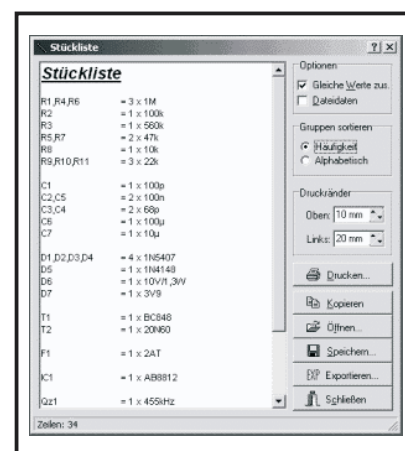 Stückliste
Stückliste
R1,R4,R6 = 3 x 1M
R2 = 1 x 100k
R3 = 1 x 560k
R5,R7 = 2 x 47k
R8 = 1 x 10k
R9,R10,R11 = 3 x 22k
C1 = 1 x 100p
C2,C5 = 2 x 100n
C3,C4 = 2 x 68p
C6 = 1 x 100µ
C7 = 1 x 10µ
D1,D2,D3,D4 = 4 x 1N5407
D5 = 1 x 1N4148
D6 = 1 x 10V/1,3W
D7 = 1 x 3V9
T1 = 1 x BC848
T2 = 1 x 20N60
F1 = 1 x 2AT
IC1 = 1 x AB8812
Qz1 = 1 x 455kHz
Optionen
Gleiche Werte zus.
Dateidaten
Gruppen sortieren
Häufigkeit
Alphabetisch
Druckränder
Oben: 10 mm
Links: 20 mm
Drucken...
Kopieren
Öffnen...
Speichern...
EXP Exportieren...
Schließen
Zeilen: 34